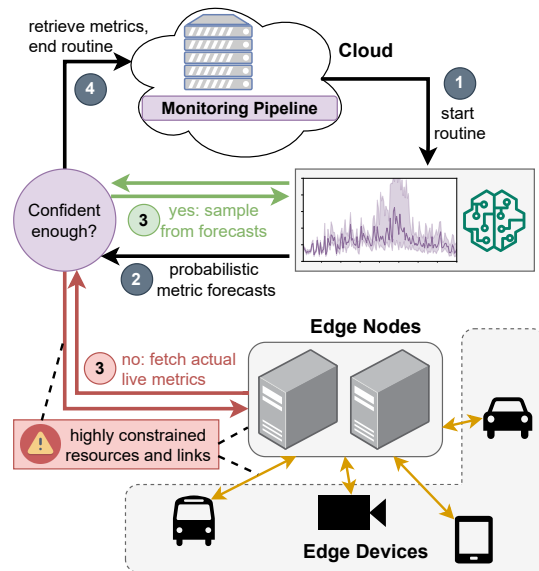 retrieve metrics,
end routine
4
Cloud
Monitoring Pipeline
1
start
routine
Confident
enough?
3
yes: sample
from forecasts
2
probabilistic
metric forecasts
Edge Nodes
3
no: fetch actual
live metrics
highly constrained
resources and links
Edge Devices